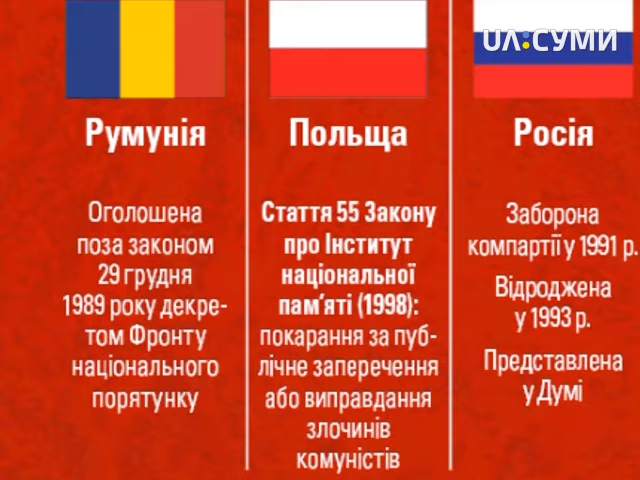 UA:СУМИ
Румунія
Оголошена
поза законом
29 грудня
1989 року декре-
том Фронту
національного
порятунку
Польща
Стаття 55 Закону
про Інститут
національної
пам'яті (1998):
покарання за пуб-
лічне заперечення
або виправдання
злочинів
комуністів
Росія
Заборона
компартії у 1991 р.
Відроджена
у 1993 р.
Представлена
у Думі